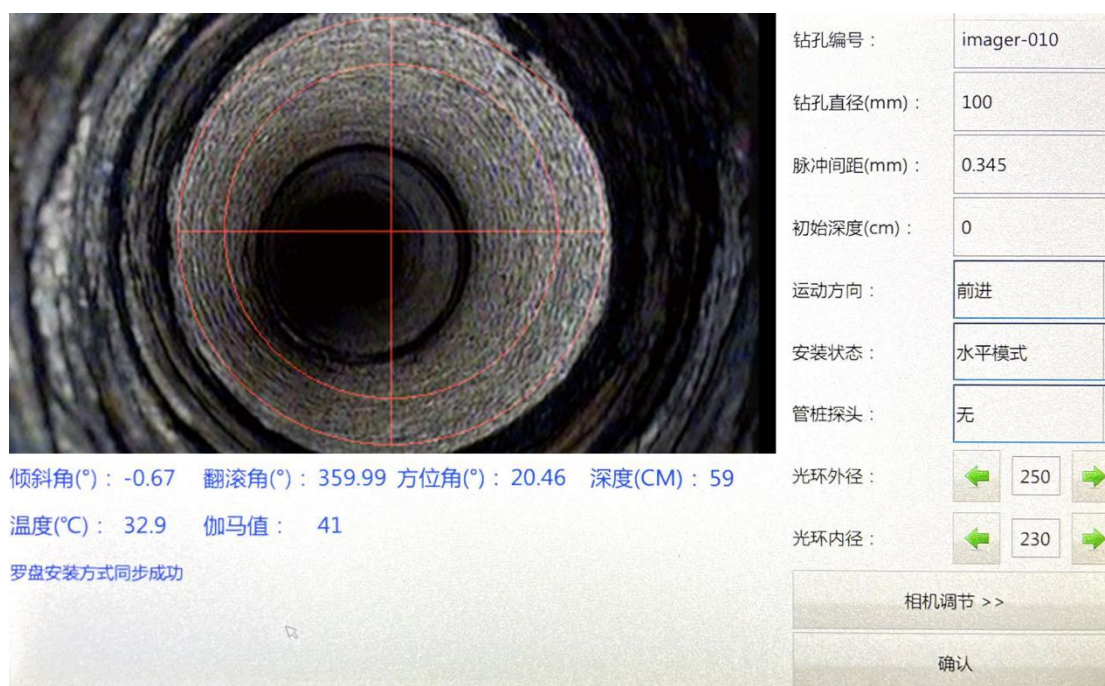 钻孔编号： imager-010
钻孔直径(mm)： 100
脉冲间距(mm)： 0.345
初始深度(cm)： 0
运动方向： 前进
安装状态： 水平模式
管桩探头： 无
光环外径： 250
光环内径： 230
相机调节 >>
确认
倾斜角(°)：-0.67 翻滚角(°)：359.99 方位角(°)：20.46 深度(CM)：59
温度(℃)： 32.9 伽马值： 41
罗盘安装方式同步成功